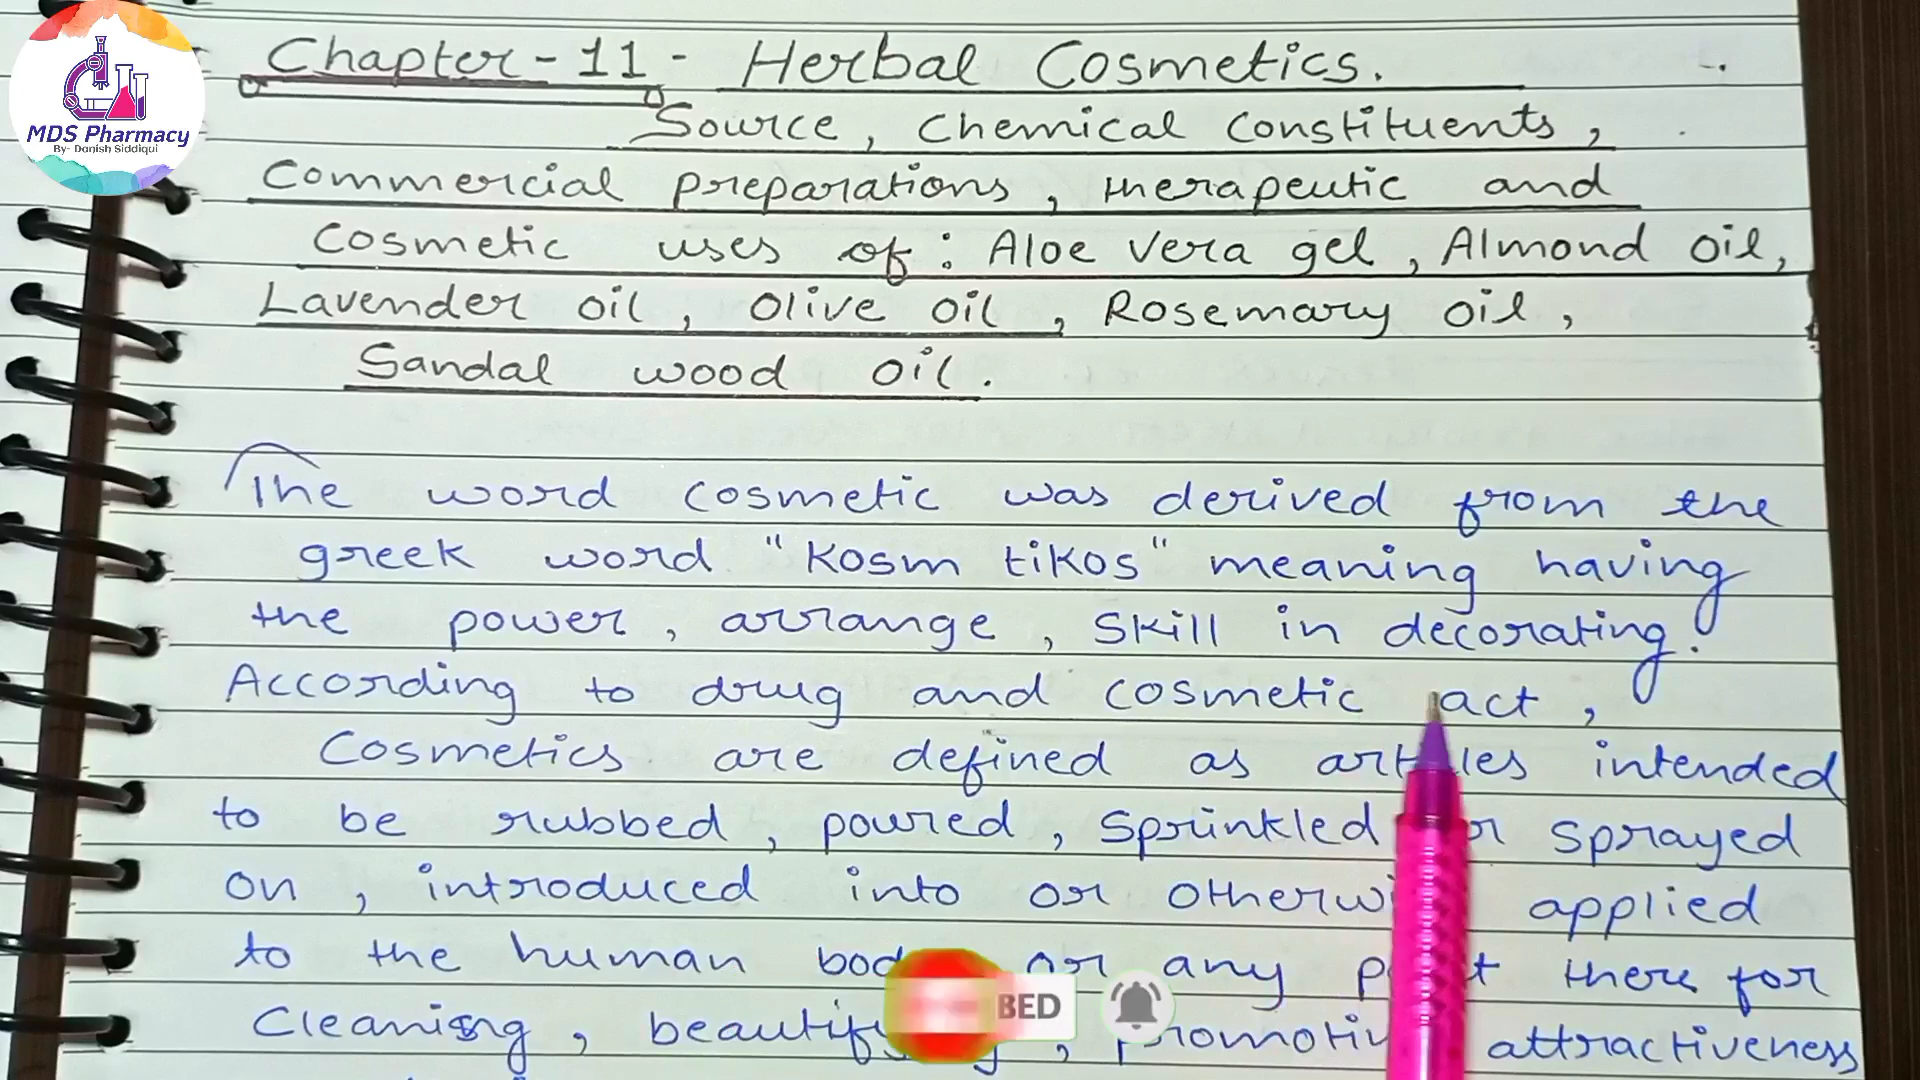 MDS Pharmacy
By- Danish Siddiqui
Chapter-11 - Herbal Cosmetics.
Source, Chemical constituents,
Commercial preparations, therapeutic and
Cosmetic uses of: Aloe vera gel, Almond oil,
Lavender oil, Olive oil, Rosemary oil,
Sandal wood oil.
The word cosmetic was derived from the
greek word "Kosm tikos" meaning having
the power, arrange, skill in decorating.
According to drug and cosmetic act,
Cosmetics are defined as articles intended
to be rubbed, poured, sprinkled or sprayed
on, introduced into or otherwise applied
to the human body or any part there for
Cleanisng, beautifying, promoting attractiveness
BED